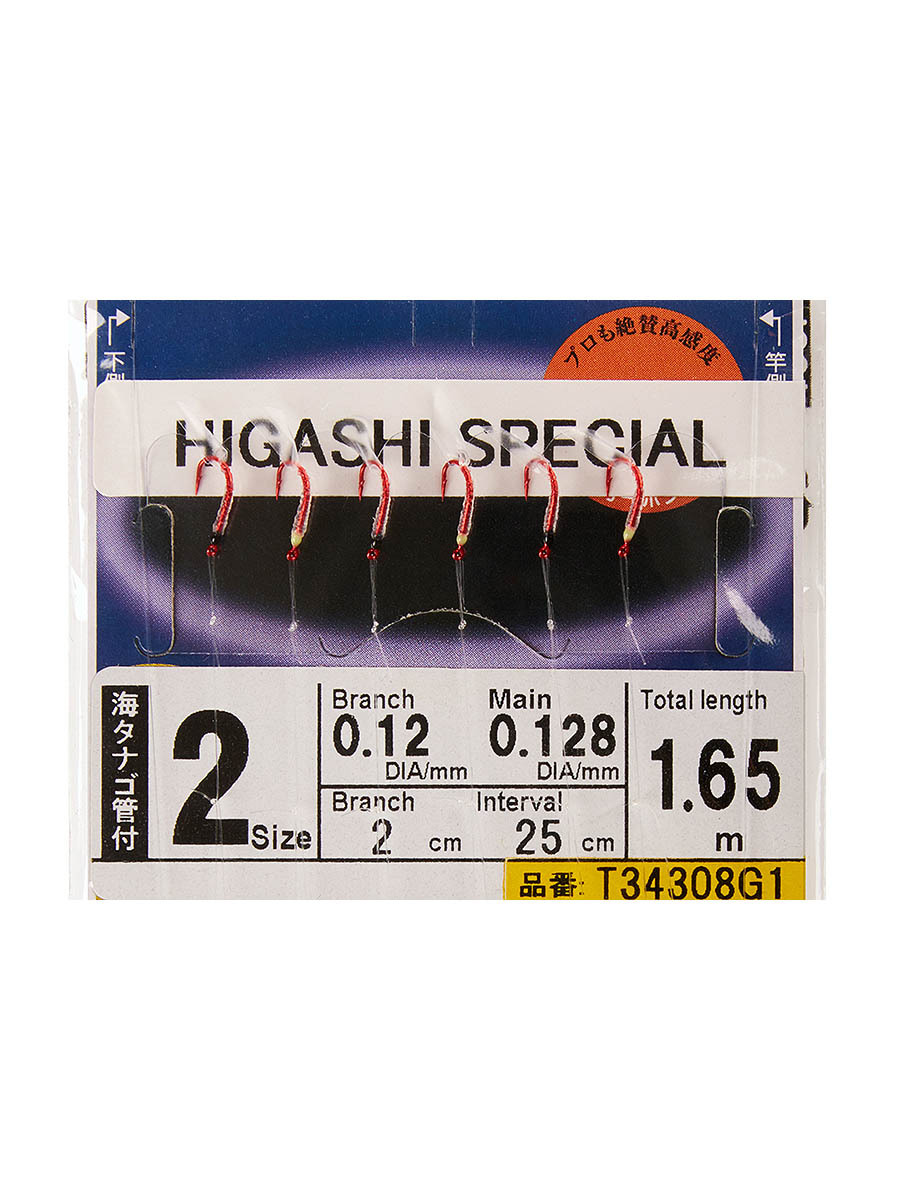 プロも絶賛高感度
下側
竿側
HIGASHI SPECIAL
海タナゴ管付
2 Size
Branch
0.12
DIA/mm
Main
0.128
DIA/mm
Branch
2 cm
Interval
25 cm
Total length
1.65
m
品番: T34308G1